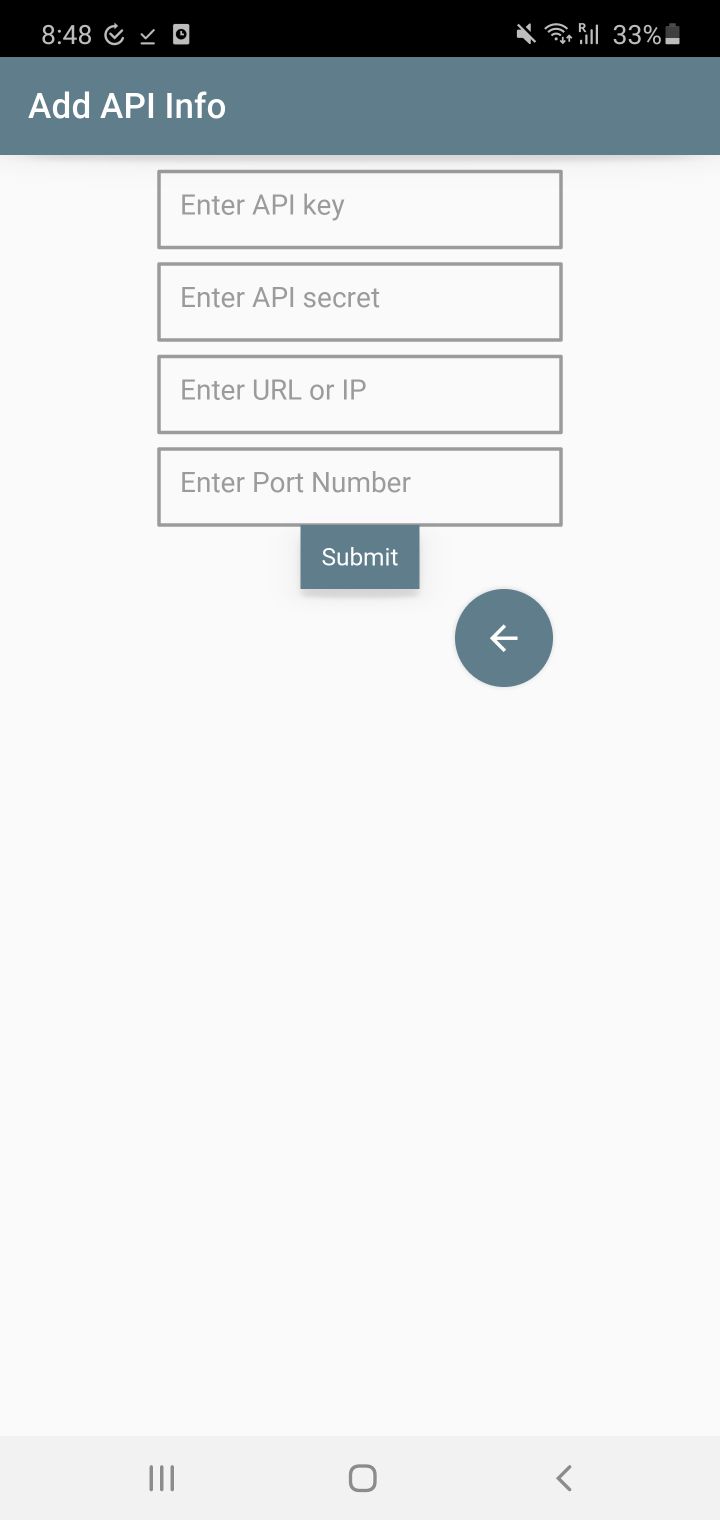 8:48 33%
Add API Info
Enter API key
Enter API secret
Enter URL or IP
Enter Port Number
Submit